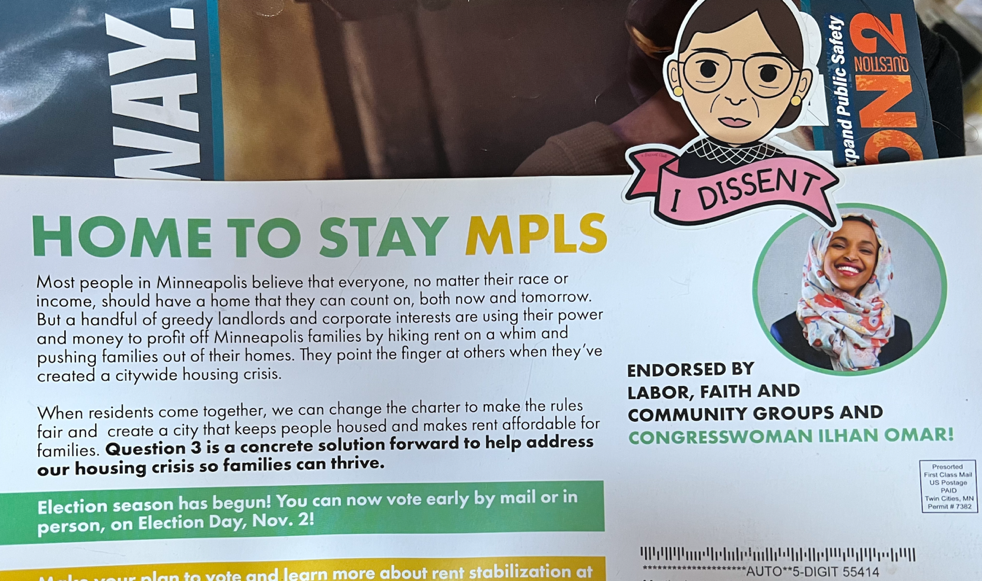 WAY.
I DISSENT
xpand Public Safety
QUESTION 2
ON
HOME TO STAY MPLS
Most people in Minneapolis believe that everyone, no matter their race or
income, should have a home that they can count on, both now and tomorrow.
But a handful of greedy landlords and corporate interests are using their power
and money to profit off Minneapolis families by hiking rent on a whim and
pushing families out of their homes. They point the finger at others when they've
created a citywide housing crisis.
When residents come together, we can change the charter to make the rules
fair and create a city that keeps people housed and makes rent affordable for
families. Question 3 is a concrete solution forward to help address
our housing crisis so families can thrive.
Election season has begun! You can now vote early by mail or in
person, on Election Day, Nov. 2!
Make your plan to vote and learn more about rent stabilization at
ENDORSED BY
LABOR, FAITH AND
COMMUNITY GROUPS AND
CONGRESSWOMAN ILHAN OMAR!
Presorted
First Class Mail
US Postage
PAID
Twin Cities, MN
Permit # 7382
******************AUTO**5-DIGIT 55414